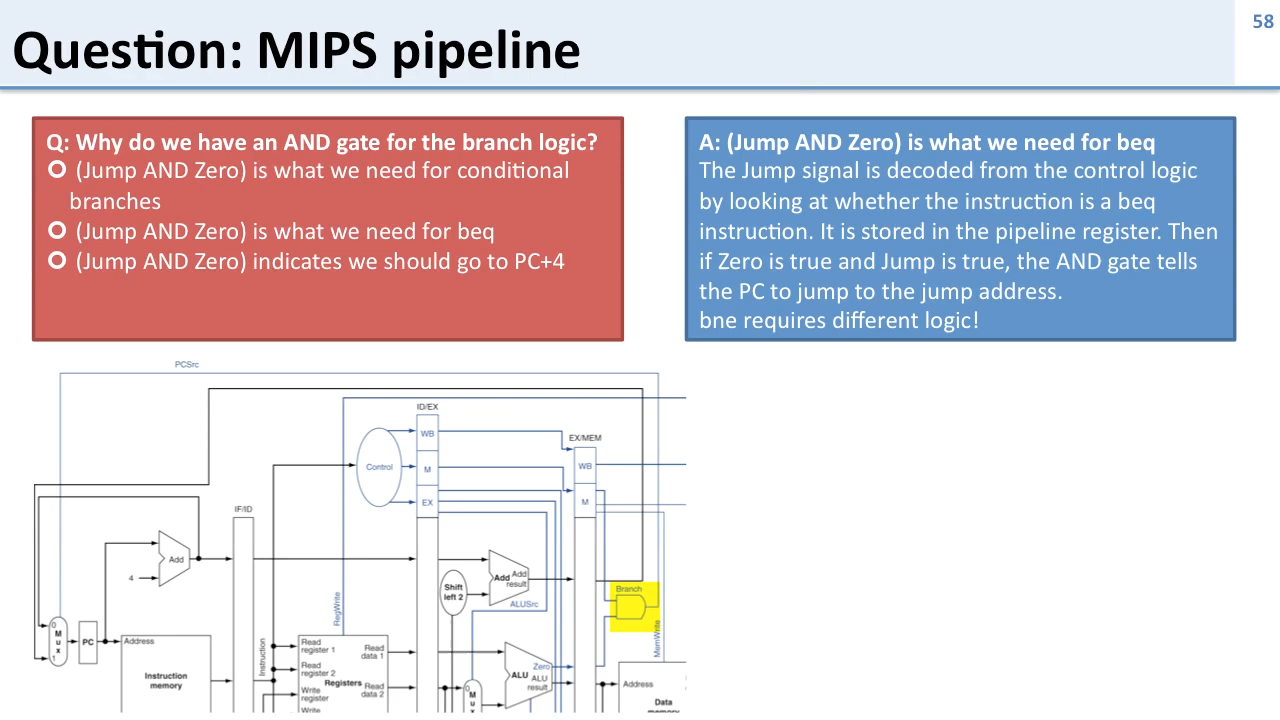 58
Question: MIPS pipeline
Q: Why do we have an AND gate for the branch logic?
(Jump AND Zero) is what we need for conditional
branches
(Jump AND Zero) is what we need for beq
(Jump AND Zero) indicates we should go to PC+4
A: (Jump AND Zero) is what we need for beq
The Jump signal is decoded from the control logic
by looking at whether the instruction is a beq
instruction. It is stored in the pipeline register. Then
if Zero is true and Jump is true, the AND gate tells
the PC to jump to the jump address.
bne requires different logic!
PCSrc
ID/EX
WB
EX/MEM
Control
M
WB
EX
M
IF/ID
Add
4
Add
Add
result
Shift
left 2
ALUSrc
Branch
RegWrite
MemWrite
0
M
u
x
1
PC
Address
Instruction
memory
Instruction
Read
register 1
Read
data 1
Read
register 2
Registers
Write
register
Read
data 2
Write
0
M
u
Zero
ALU
ALU
result
Address
Data
memory